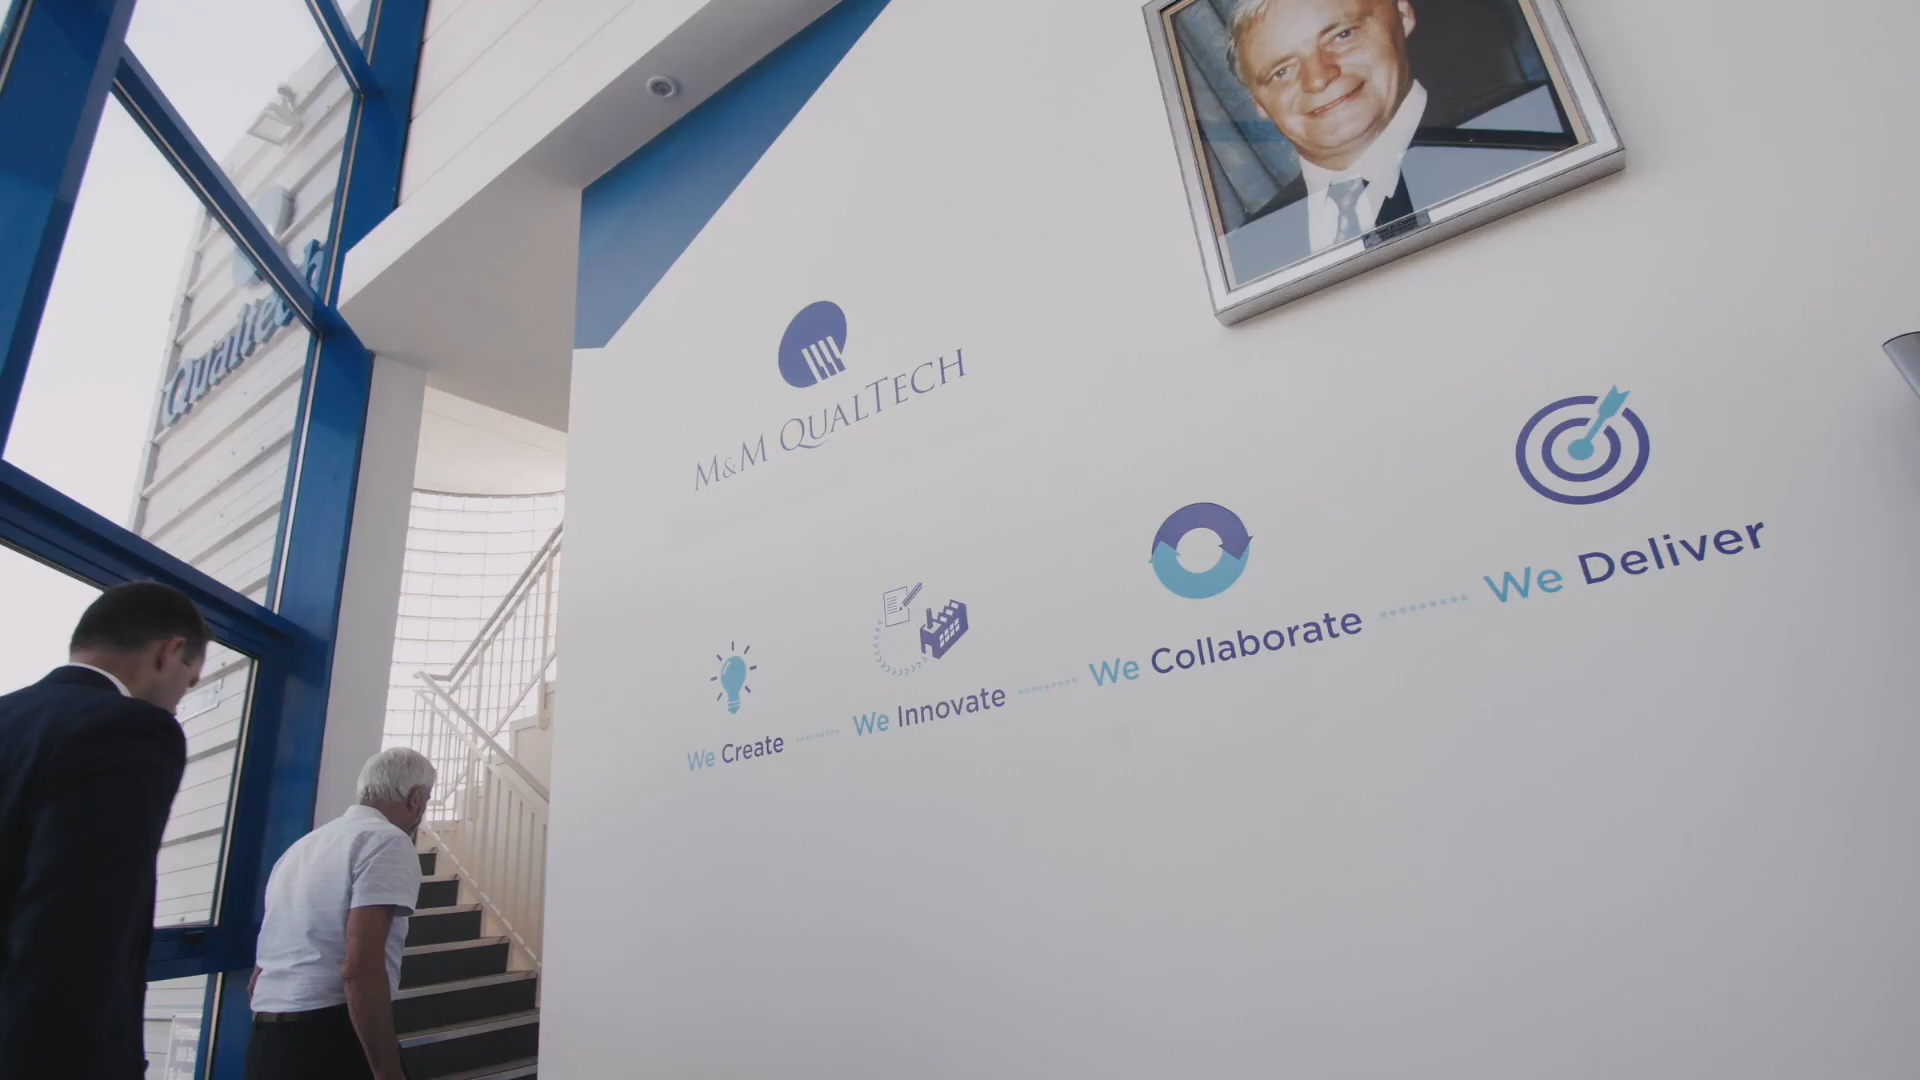 Qualtech
M&M QUALTECH
We Create
We Innovate
We Collaborate
We Deliver